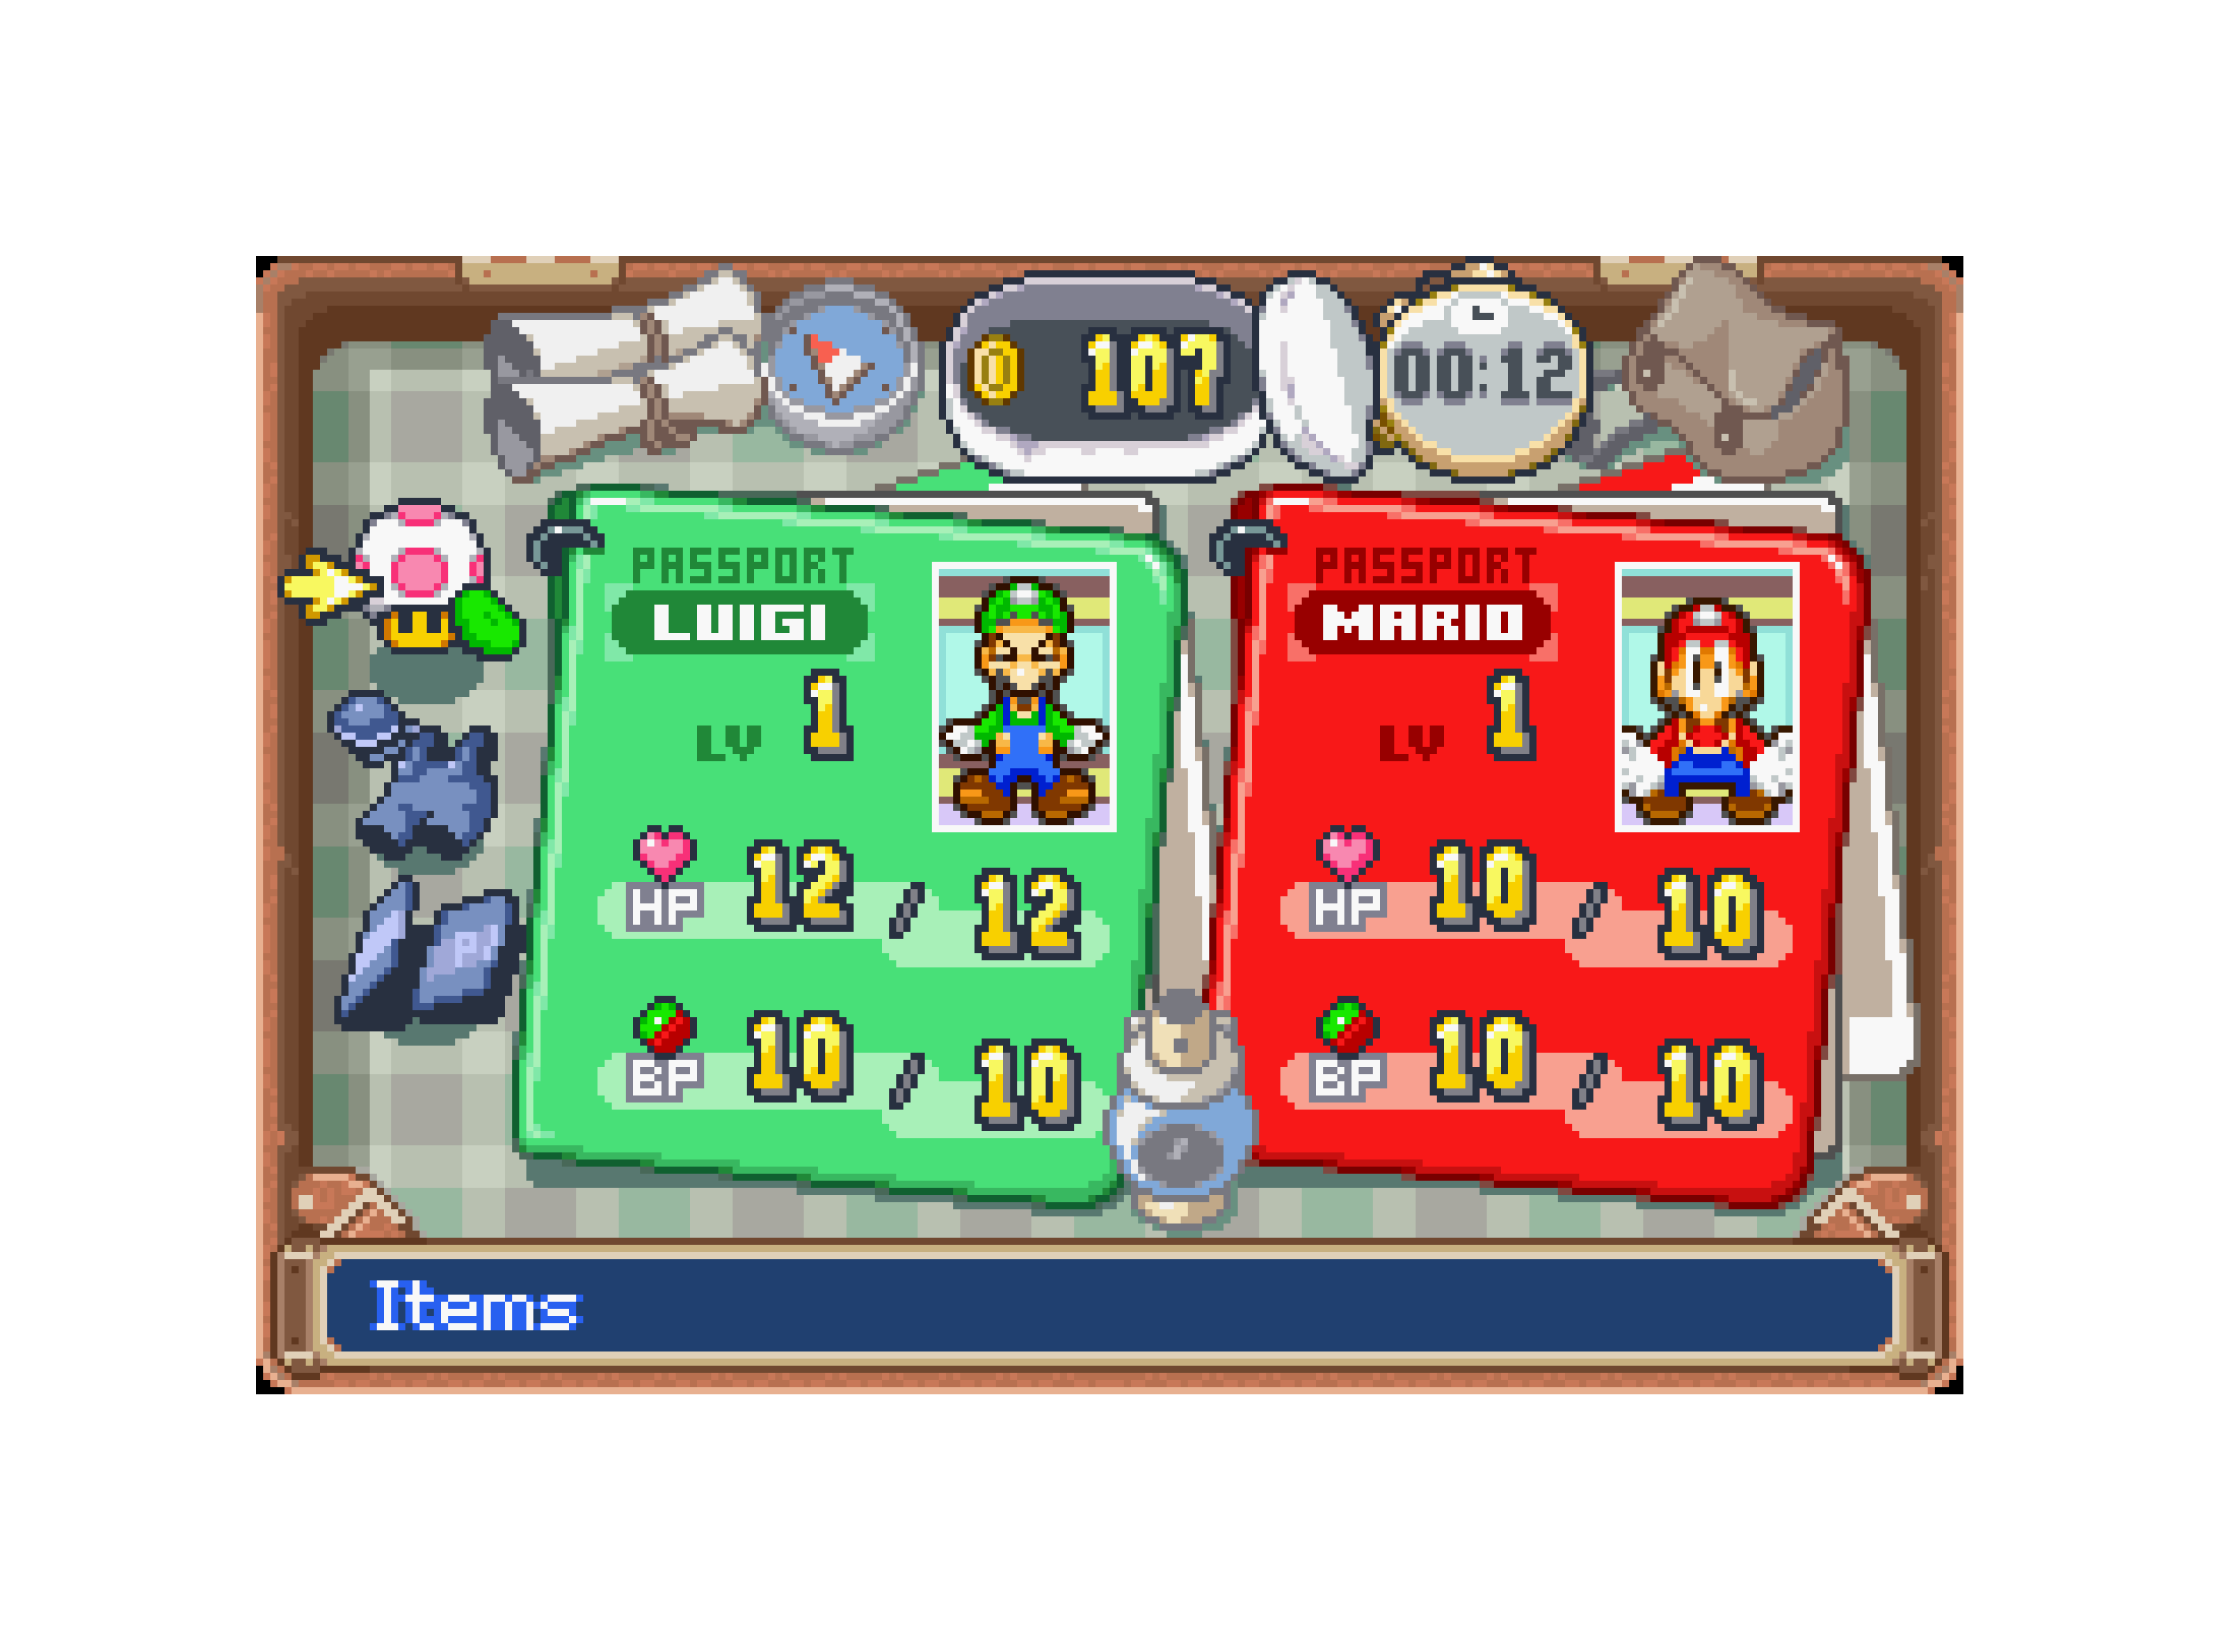 107
00:12
PASSPORT
LUIGI
LV 1
HP 12 / 12
BP 10 / 10
PASSPORT
MARIO
LV 1
HP 10 / 10
BP 10 / 10
P
Items